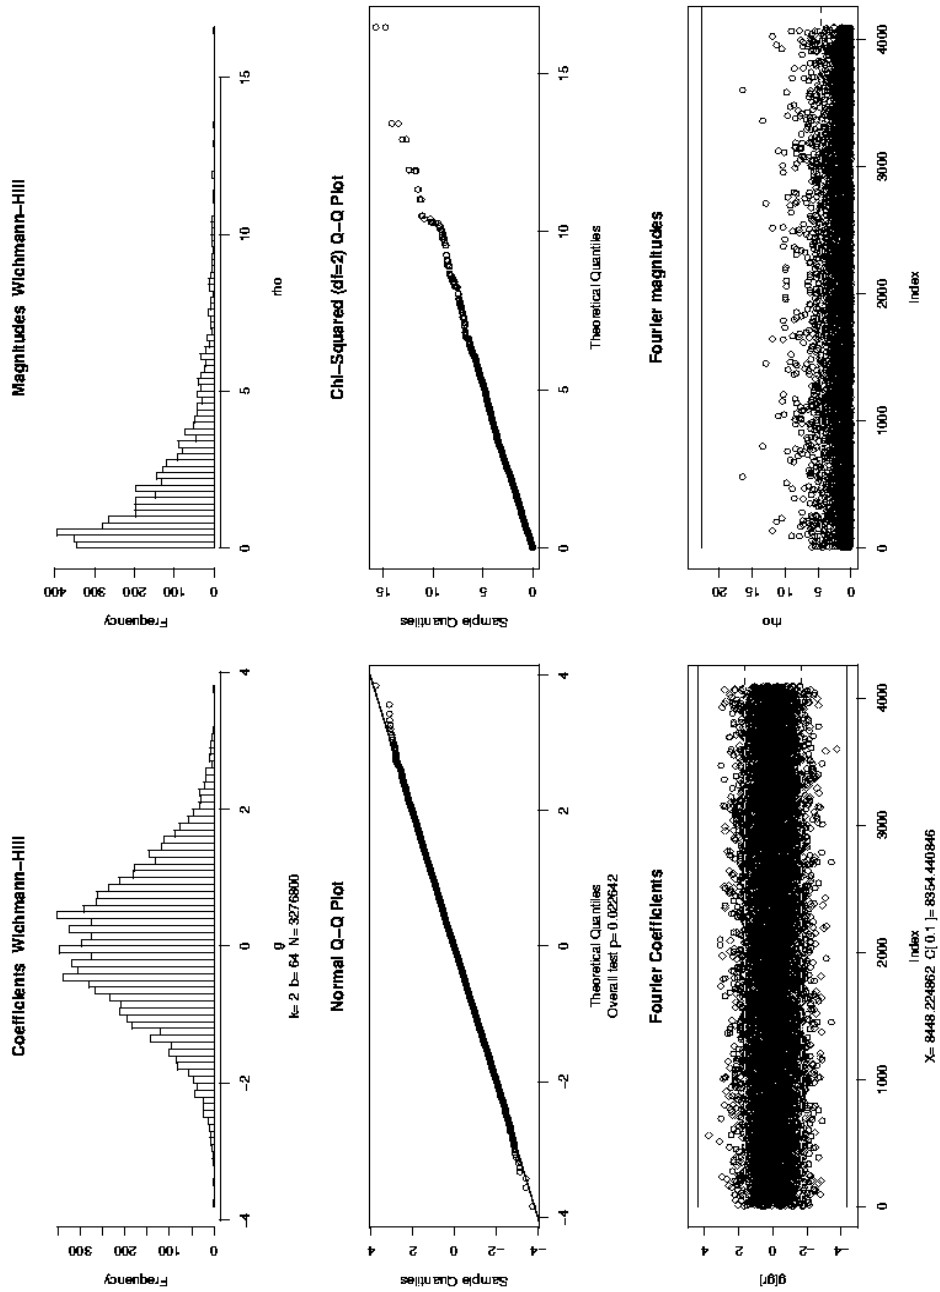 Coefficients Wichmann-Hill
Frequency
0 100 200 300
-4 -2 0 2 4
g
k= 2 b= 64 N= 3276800
Magnitudes Wichmann-Hill
Frequency
0 100 200 300 400
0 5 10 15
rho
Normal Q-Q Plot
Sample Quantiles
-4 -2 0 2 4
-4 -2 0 2 4
Theoretical Quantiles
Overall test p= 0.022642
Chi-Squared (df=2) Q-Q Plot
Sample Quantiles
0 5 10 15
0 5 10 15
Theoretical Quantiles
Fourier Coefficients
g[gr]
-4 -2 0 2 4
0 1000 2000 3000 4000
Index
X= 8448.224862 C[ 0.1 ]= 8354.440846
Fourier magnitudes
rho
0 5 10 15 20
0 1000 2000 3000 4000
Index